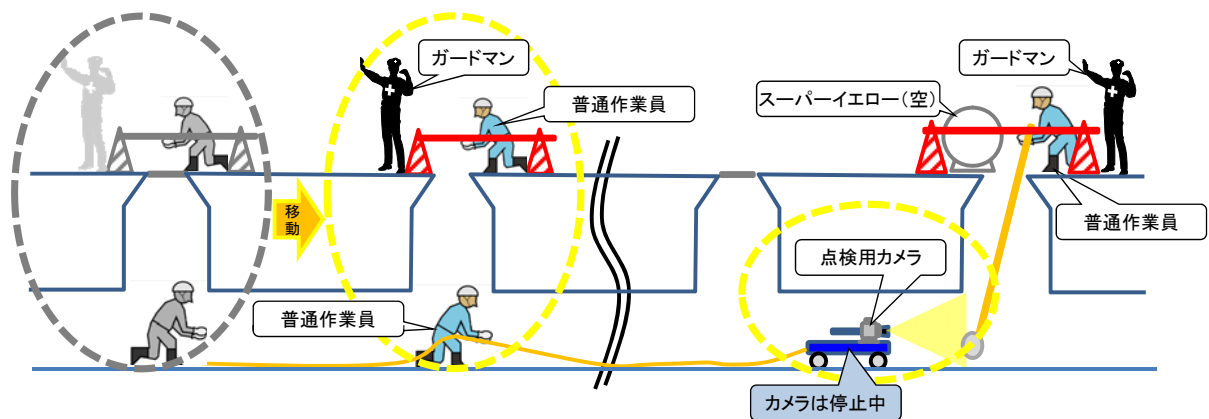 ガードマン
ガードマン
スーパーイエロー(空)
普通作業員
移
動
普通作業員
点検用カメラ
普通作業員
カメラは停止中